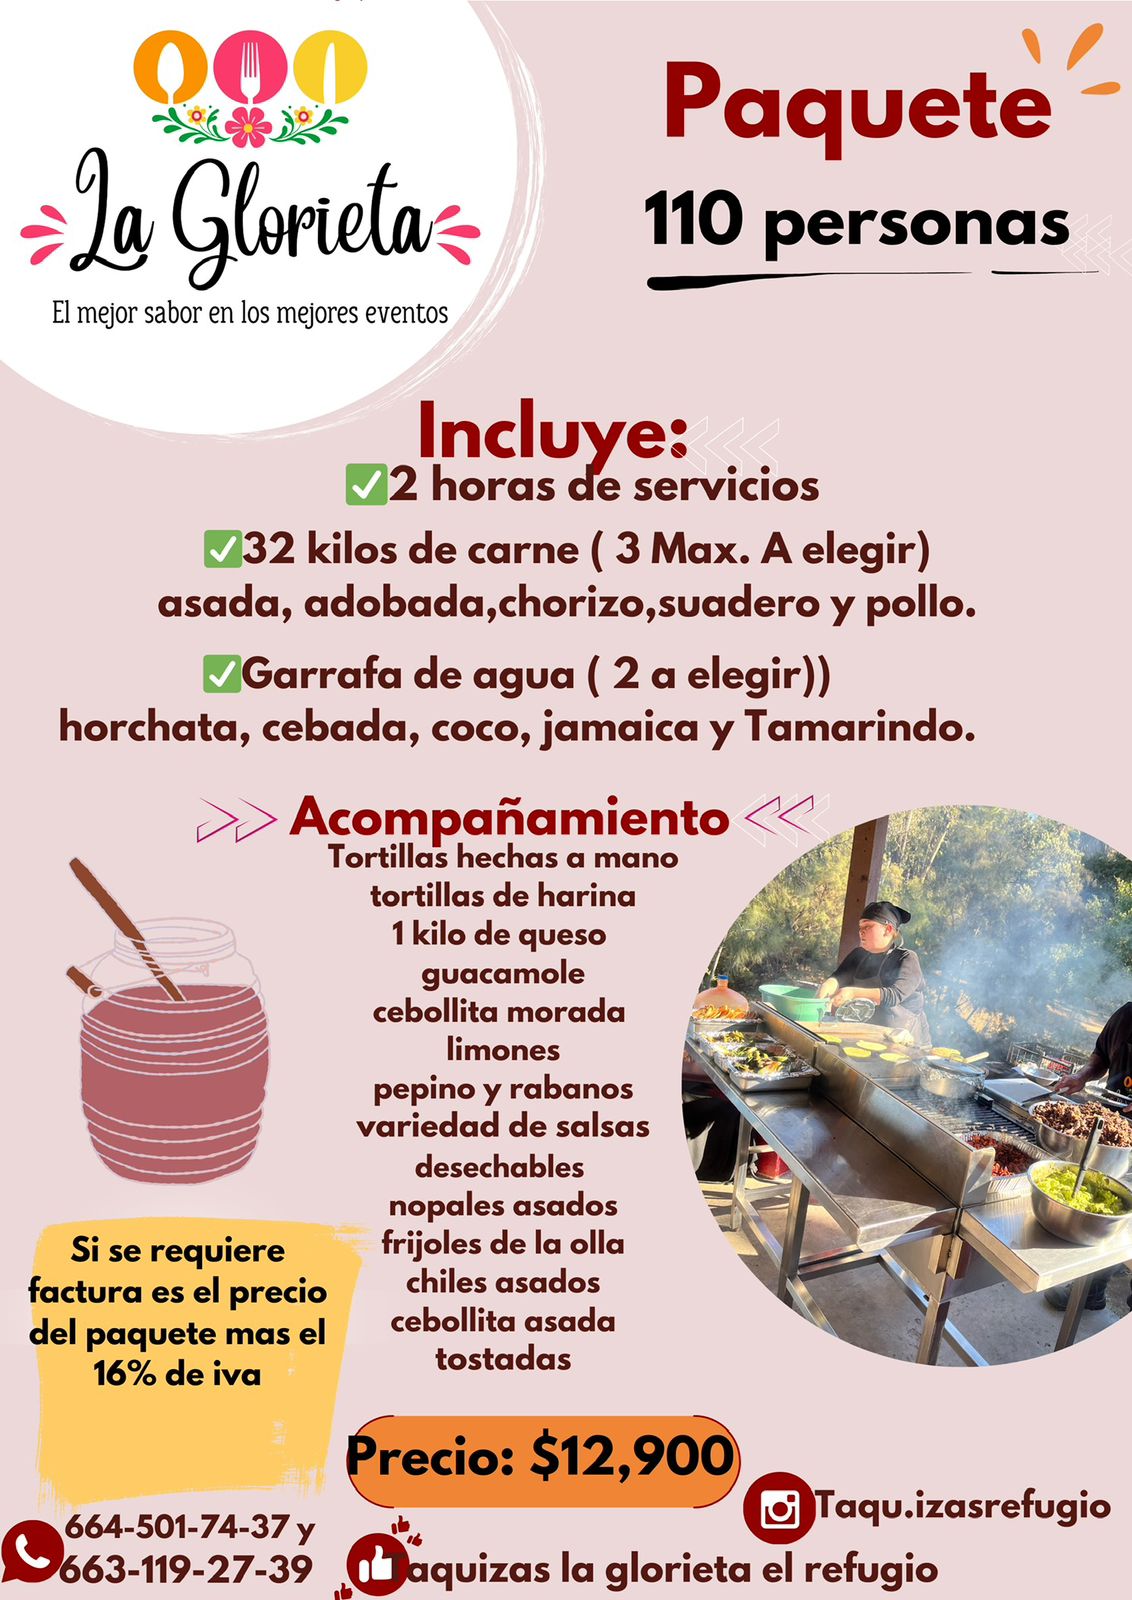 La Glorieta
El mejor sabor en los mejores eventos
Paquete
110 personas
Incluye:
✅2 horas de servicios
✅32 kilos de carne ( 3 Max. A elegir)
asada, adobada,chorizo,suadero y pollo.
✅Garrafa de agua ( 2 a elegir))
horchata, cebada, coco, jamaica y Tamarindo.
Acompañamiento
Tortillas hechas a mano
tortillas de harina
1 kilo de queso
guacamole
cebollita morada
limones
pepino y rabanos
variedad de salsas
desechables
nopales asados
frijoles de la olla
chiles asados
cebollita asada
tostadas
Si se requiere
factura es el precio
del paquete mas el
16% de iva
Precio: $12,900
664-501-74-37 y
663-119-27-39
Taqu.izasrefugio
Taquizas la glorieta el refugio